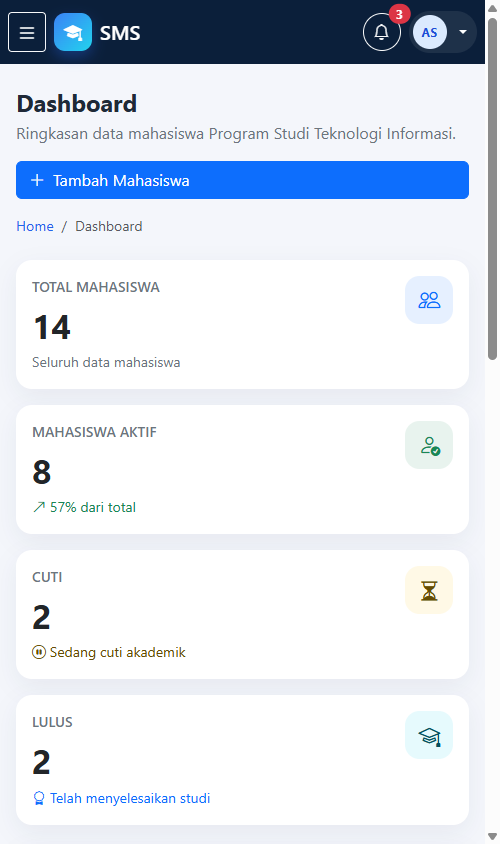 SMS
3
AS
Dashboard
Ringkasan data mahasiswa Program Studi Teknologi Informasi.
Tambah Mahasiswa
Home / Dashboard
TOTAL MAHASISWA
14
Seluruh data mahasiswa
MAHASISWA AKTIF
8
57% dari total
CUTI
2
Sedang cuti akademik
LULUS
2
Telah menyelesaikan studi